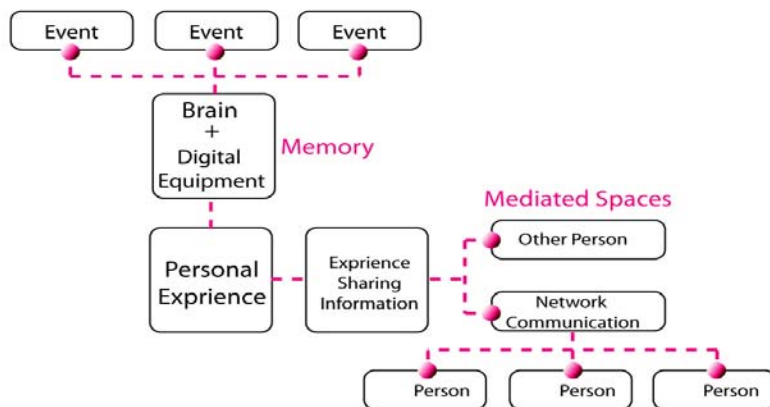 Event
Event
Event
Brain
+
Digital
Equipment
Memory
Personal
Exprience
Exprience
Sharing
Information
Mediated Spaces
Other Person
Network
Communication
Person
Person
Person